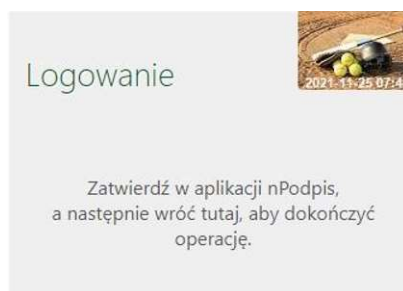 Logowanie
2021-11-25 07:4
Zatwierdź w aplikacji nPodpis,
a następnie wróć tutaj, aby dokończyć
operację.